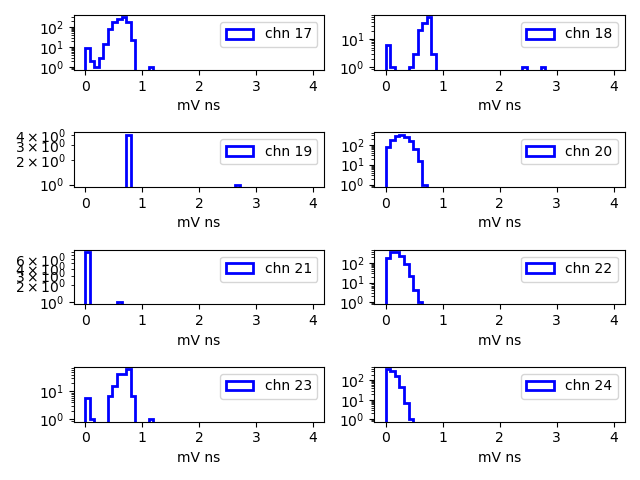 10² 10¹ 10⁰ chn 17 0 1 2 3 4 mV ns
10¹ 10⁰ chn 18 0 1 2 3 4 mV ns
4 × 10⁰ 3 × 10⁰ 2 × 10⁰ 10⁰ chn 19 0 1 2 3 4 mV ns
10² 10¹ 10⁰ chn 20 0 1 2 3 4 mV ns
6 × 10⁰ 4 × 10⁰ 3 × 10⁰ 2 × 10⁰ 10⁰ chn 21 0 1 2 3 4 mV ns
10² 10¹ 10⁰ chn 22 0 1 2 3 4 mV ns
10¹ 10⁰ chn 23 0 1 2 3 4 mV ns
10² 10¹ 10⁰ chn 24 0 1 2 3 4 mV ns